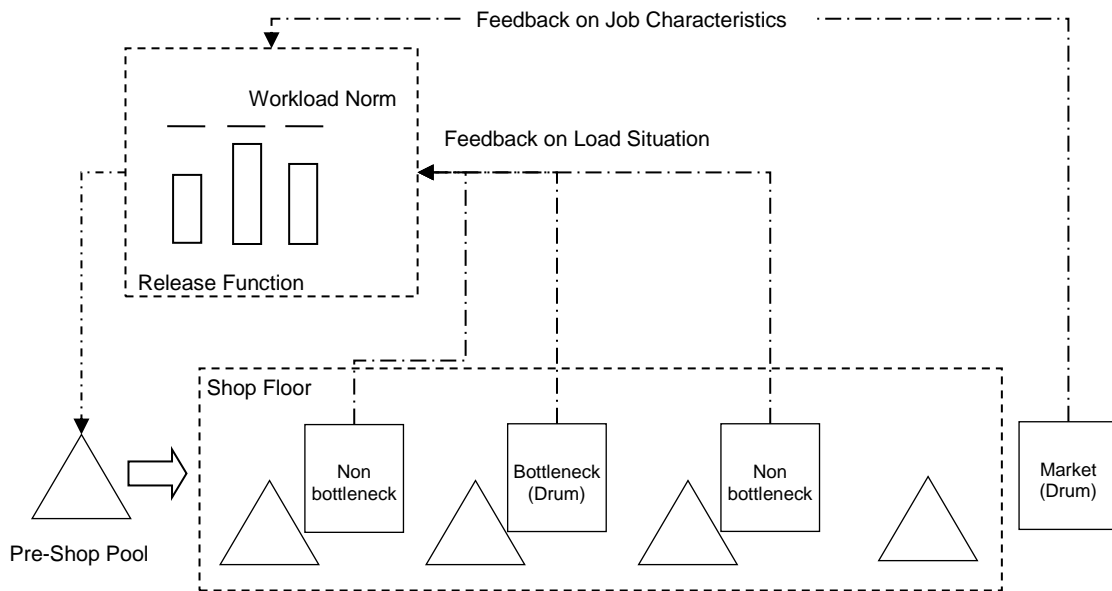 Feedback on Job Characteristics
Workload Norm
Feedback on Load Situation
Release Function
Shop Floor
Non
bottleneck
Bottleneck
(Drum)
Non
bottleneck
Market
(Drum)
Pre-Shop Pool